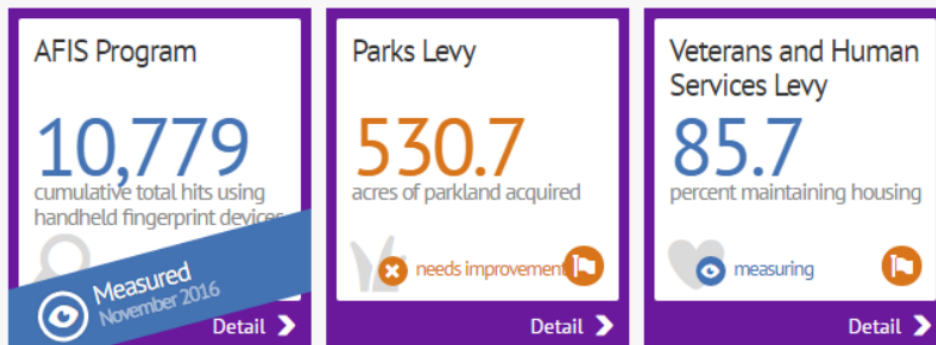 AFIS Program
10,779
cumulative total hits using
handheld fingerprint devices
Measured
November 2016
Detail
Parks Levy
530.7
acres of parkland acquired
needs improvement
Detail
Veterans and Human
Services Levy
85.7
percent maintaining housing
measuring
Detail